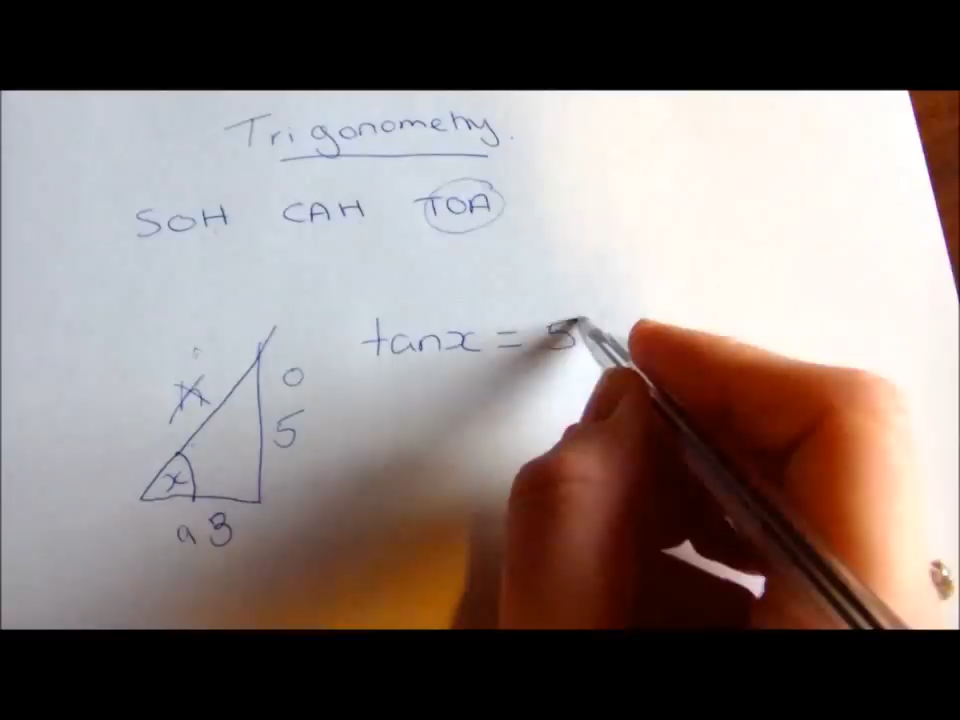 Trigonometry.
SOH CAH TOA
tanx = 5
o
5
x
a 3